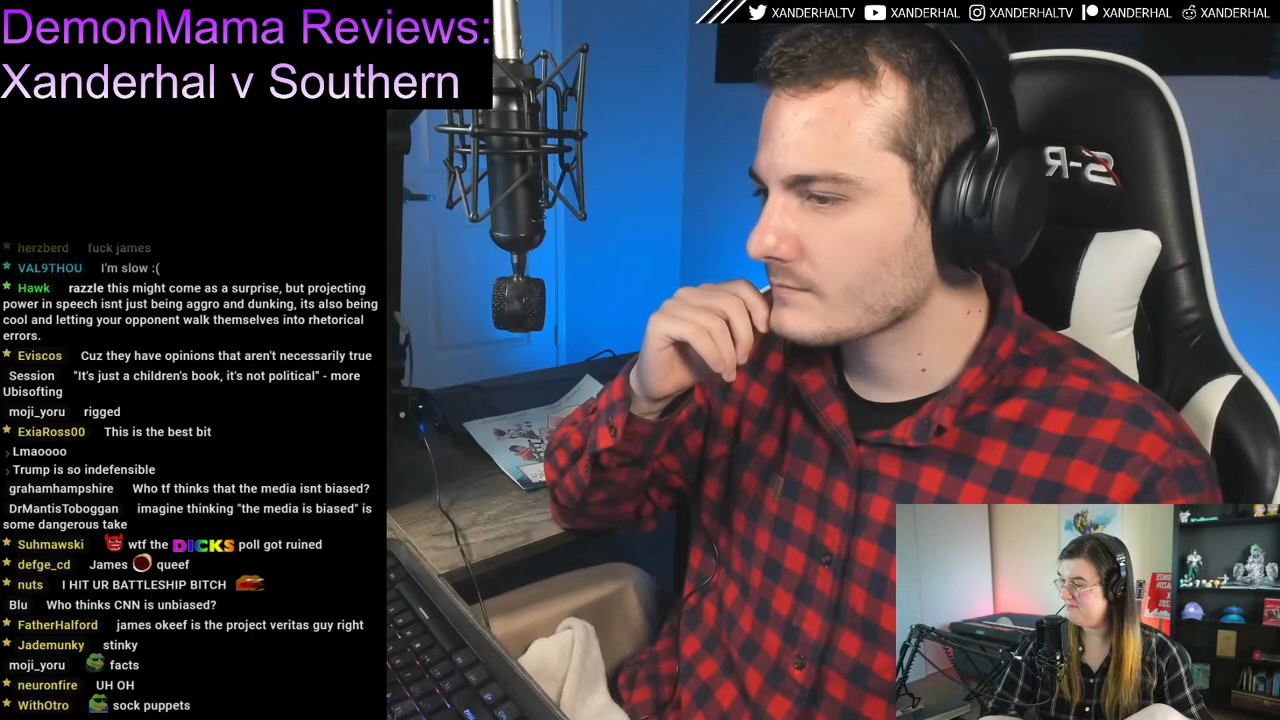 DemonMama Reviews:
Xanderhal v Southern
XANDERHALTV XANDERHAL XANDERHALTV XANDERHAL XANDERHAL
herzberd fuck james
VAL9THOU I'm slow :(
Hawk razzle this might come as a surprise, but projecting
power in speech isnt just being aggro and dunking, its also being
cool and letting your opponent walk themselves into rhetorical
errors.
Eviscos Cuz they have opinions that aren't necessarily true
Session "It's just a children's book, it's not political" - more
Ubisofting
moji_yoru rigged
ExiaRoss00 This is the best bit
Lmaoooo
Trump is so indefensible
grahamhampshire Who tf thinks that the media isnt biased?
DrMantisToboggan imagine thinking "the media is biased" is
some dangerous take
Suhmawski wtf the DICKS poll got ruined
defge_cd James queef
nuts I HIT UR BATTLESHIP BITCH
Blu Who thinks CNN is unbiased?
FatherHalford james okeef is the project veritas guy right
Jademunky stinky
moji_yoru facts
neuronfire UH OH
WithOtro sock puppets